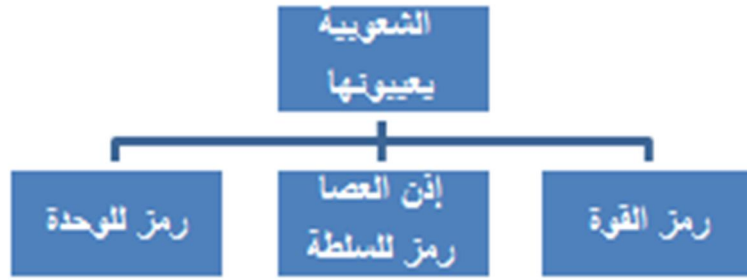 الشعوبية
يعيبونها
رمز القوة
إذن العصا
رمز للسلطة
رمز للوحدة